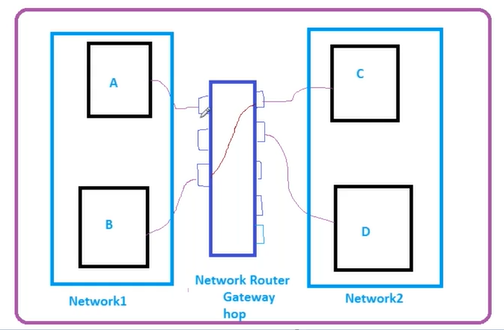 A
C
B
D
Network Router
Gateway
hop
Network1
Network2